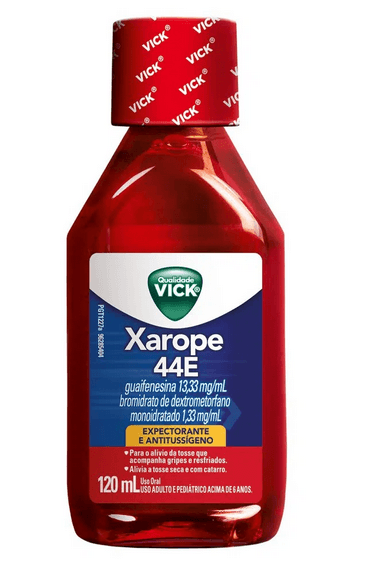 VICK®
VICK®
VICK®
VICK®
Qualidade
VICK®
Xarope
44E
guaifenesina 13,33 mg/mL
bromidrato de dextrometorfano
monoidratado 1,33 mg/mL
EXPECTORANTE
E ANTITUSSÍGENO
• Para o alívio da tosse que
acompanha gripes e resfriados.
• Alivia a tosse seca e com catarro.
120 mL Uso Oral
USO ADULTO E PEDIÁTRICO ACIMA DE 6 ANOS.
PGT1227a 96285404